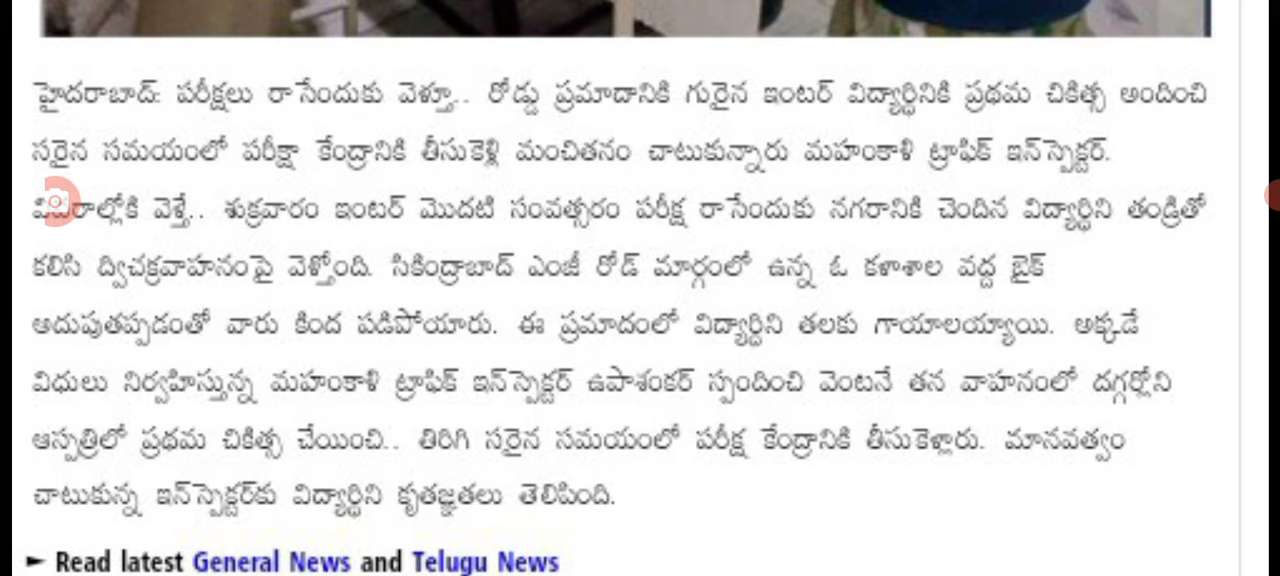 హైదరాబాద్: పరీక్షలు రాసేందుకు వెళ్తూ.. రోడ్డు ప్రమాదానికి గురైన ఇంటర్ విద్యార్థినికి ప్రథమ చికిత్స అందించి
సరైన సమయంలో పరీక్షా కేంద్రానికి తీసుకెళ్లి మంచితనం చాటుకున్నారు మహంకాళి ట్రాఫిక్ ఇన్‌స్పెక్టర్.
వివరాల్లోకి వెళ్తే.. శుక్రవారం ఇంటర్ మొదటి సంవత్సరం పరీక్ష రాసేందుకు నగరానికి చెందిన విద్యార్థిని తండ్రితో
కలిసి ద్విచక్రవాహనంపై వెళ్తోంది. సికింద్రాబాద్ ఎంజీ రోడ్ మార్గంలో ఉన్న ఓ కళాశాల వద్ద బైక్
అదుపుతప్పడంతో వారు కింద పడిపోయారు. ఈ ప్రమాదంలో విద్యార్థిని తలకు గాయాలయ్యాయి. అక్కడే
విధులు నిర్వహిస్తున్న మహంకాళి ట్రాఫిక్ ఇన్‌స్పెక్టర్ ఉపాశంకర్ స్పందించి వెంటనే తన వాహనంలో దగ్గర్లోని
ఆస్పత్రిలో ప్రథమ చికిత్స చేయించి.. తిరిగి సరైన సమయంలో పరీక్ష కేంద్రానికి తీసుకెళ్లారు. మానవత్వం
చాటుకున్న ఇన్‌స్పెక్టర్‌కు విద్యార్థిని కృతజ్ఞతలు తెలిపింది.
► Read latest General News and Telugu News